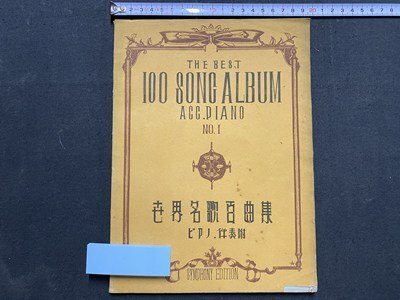 THE BEST
100 SONG ALBUM
ACC.PIANO
NO.1
世界名歌百曲集
ピアノ.伴奏附
SYMPHONY EDITION